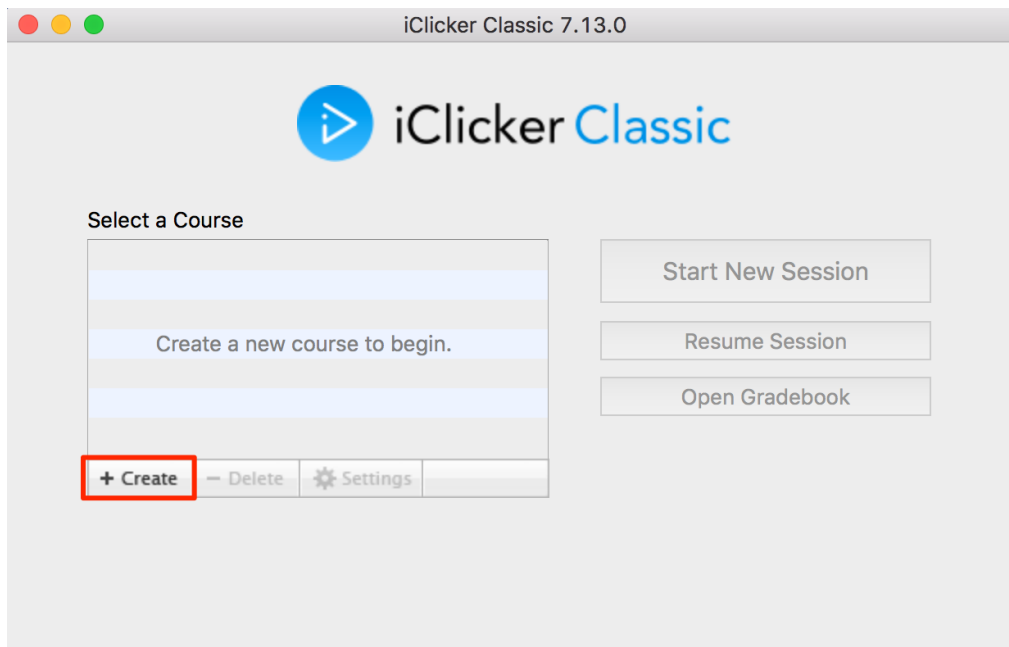 iClicker Classic 7.13.0
iClicker Classic
Select a Course
Create a new course to begin.
+ Create
− Delete
Settings
Start New Session
Resume Session
Open Gradebook